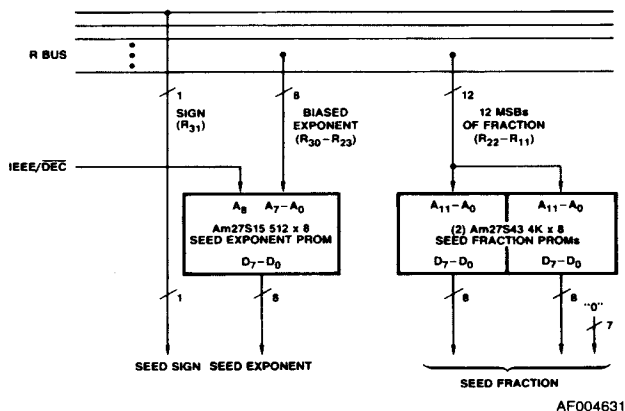 R BUS
1
8
12
SIGN
(R31)
BIASED
EXPONENT
(R30–R23)
12 MSBs
OF FRACTION
(R22–R11)
IEEE/DEC
A8 A7–A0
Am27S15 512 x 8
SEED EXPONENT PROM
D7–D0
A11–A0 A11–A0
(2) Am27S43 4K x 8
SEED FRACTION PROMs
D7–D0 D7–D0
1
8
8
8
"0"
7
SEED SIGN SEED EXPONENT
SEED FRACTION
AF004631